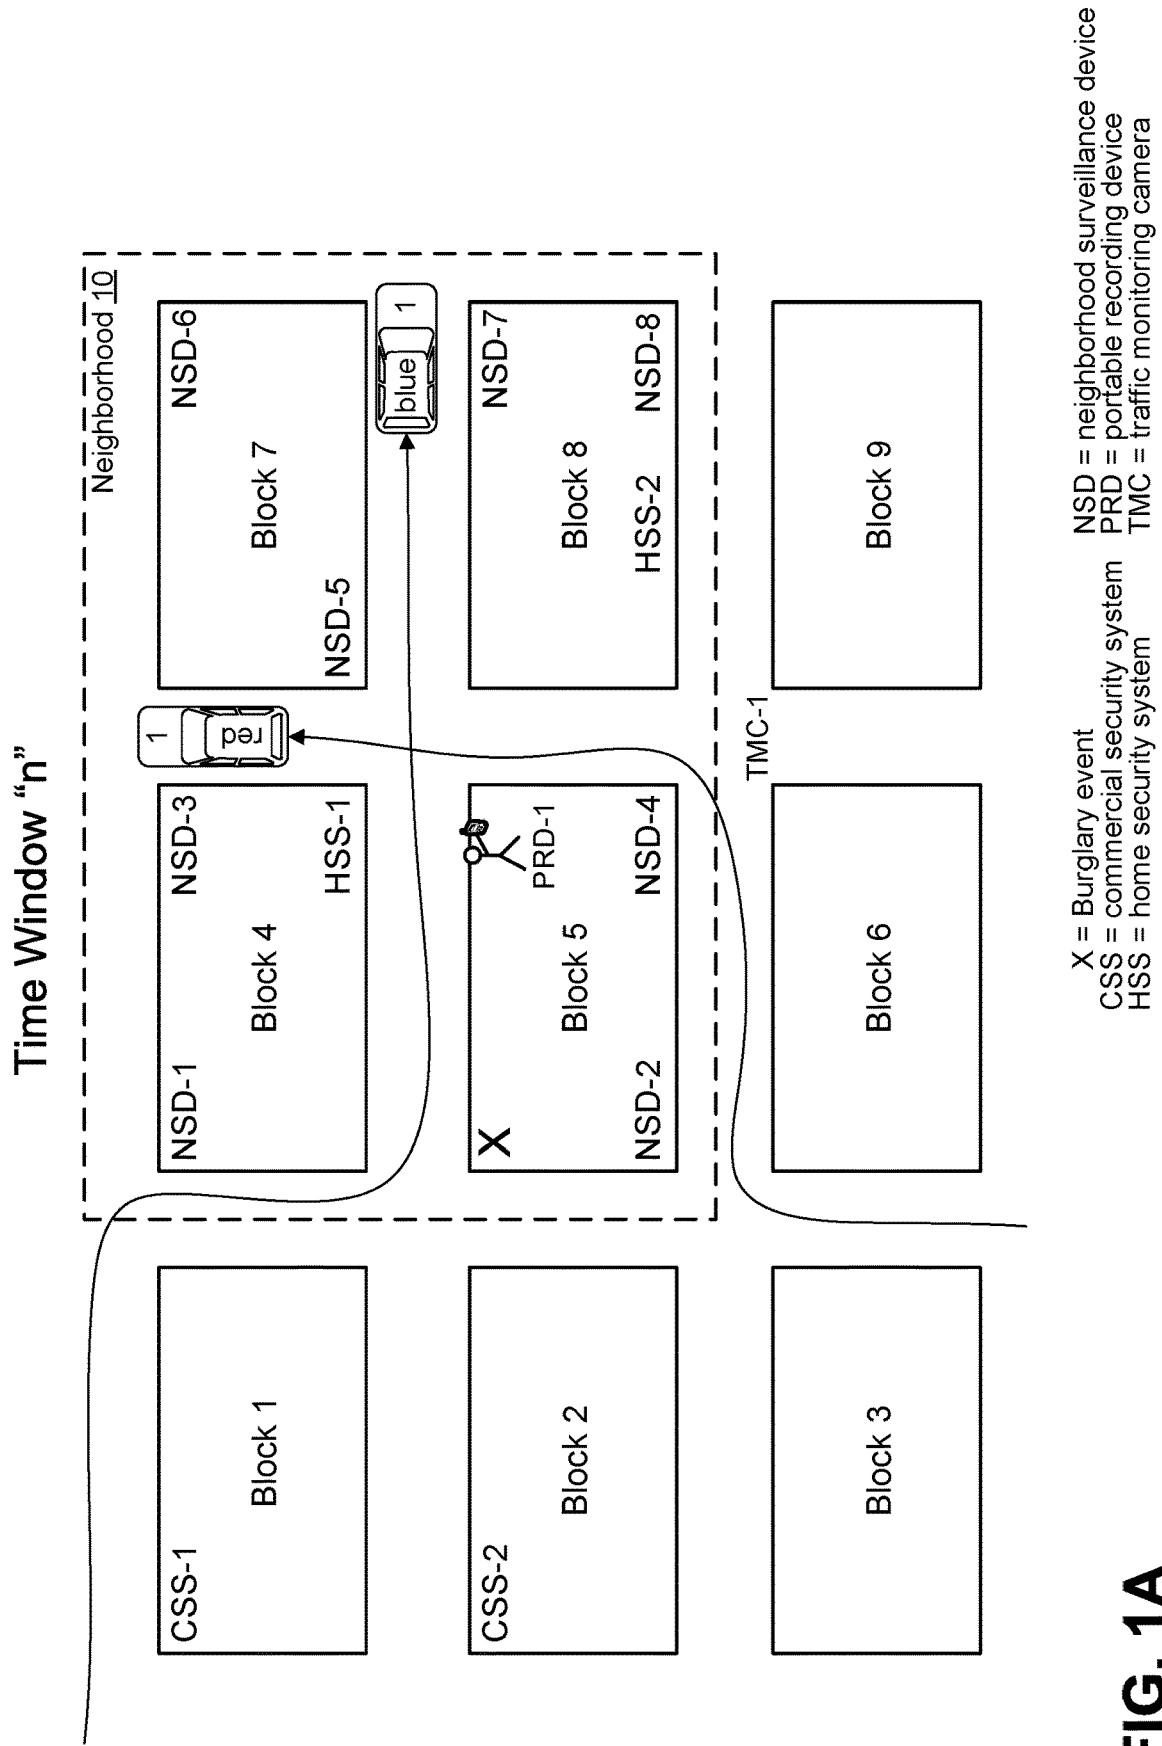 Time Window “n”
Neighborhood 10
CSS-1
Block 1
NSD-1
NSD-3
Block 4
HSS-1
1
red
NSD-6
Block 7
NSD-5
blue
1
CSS-2
Block 2
X
PRD-1
Block 5
NSD-2
NSD-4
NSD-7
Block 8
HSS-2
NSD-8
TMC-1
Block 3
Block 6
Block 9
X = Burglary event
CSS = commercial security system
HSS = home security system
NSD = neighborhood surveillance device
PRD = portable recording device
TMC = traffic monitoring camera
FIG. 1A